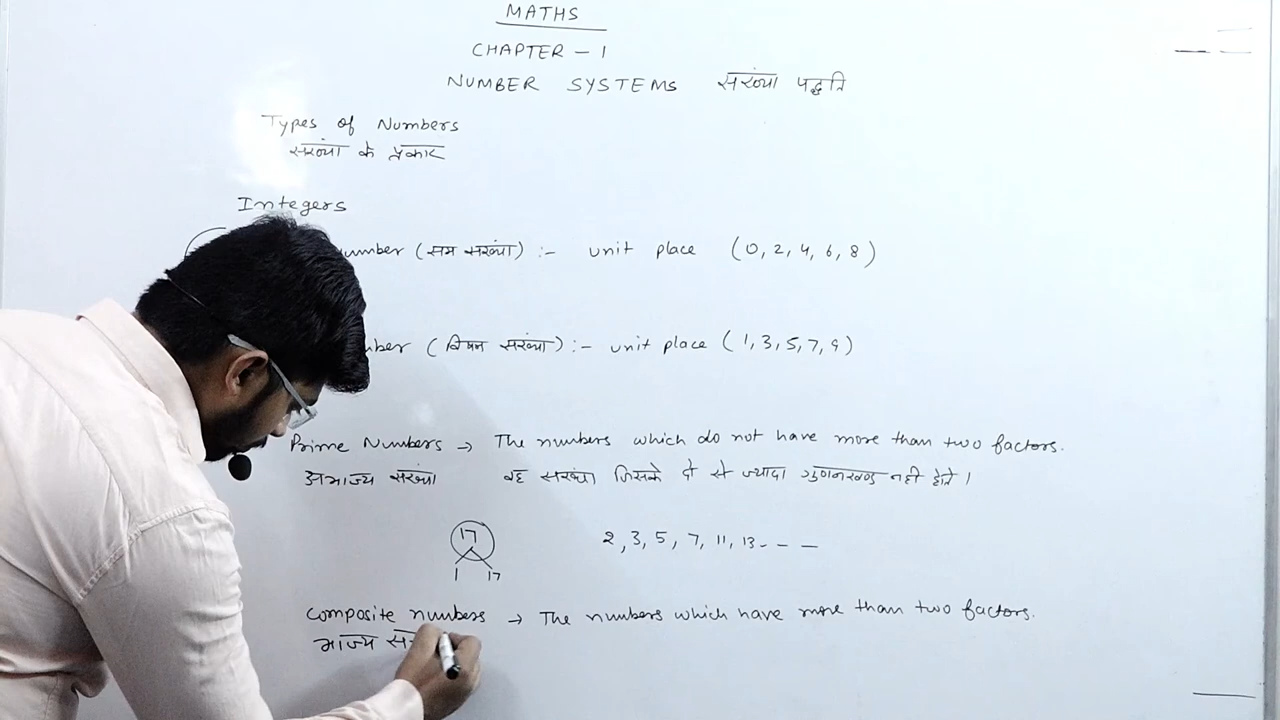 MATHS
CHAPTER - 1
NUMBER SYSTEMS संख्या पद्धति
Types of Numbers
संख्या के प्रकार
Integers
(सम संख्या) :- unit place (0, 2, 4, 6, 8)
(विषम संख्या) :- unit place (1, 3, 5, 7, 9)
Prime Numbers → The numbers which do not have more than two factors.
अभाज्य संख्या वह संख्या जिसके दो से ज्यादा गुणनखण्ड नही होते ।
17
2, 3, 5, 7, 11, 13 - - -
1 17
Composite numbers → The numbers which have more than two factors.
भाज्य